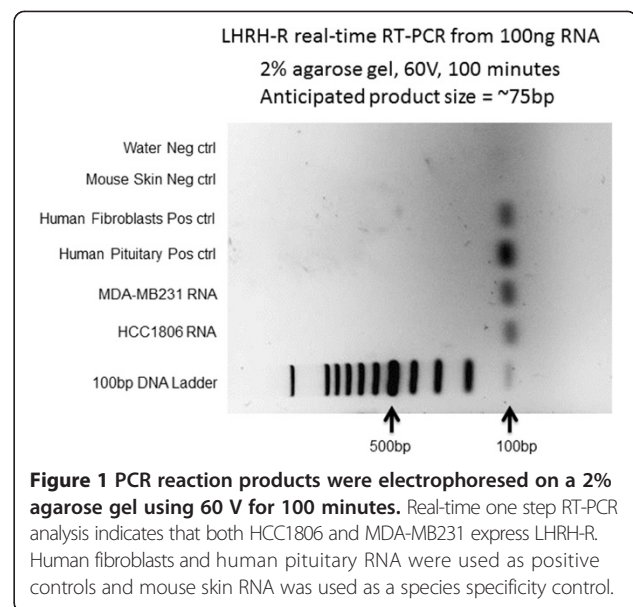 LHRH-R real-time RT-PCR from 100ng RNA
2% agarose gel, 60V, 100 minutes
Anticipated product size = ~75bp
Water Neg ctrl
Mouse Skin Neg ctrl
Human Fibroblasts Pos ctrl
Human Pituitary Pos ctrl
MDA-MB231 RNA
HCC1806 RNA
100bp DNA Ladder
500bp
100bp
Figure 1 PCR reaction products were electrophoresed on a 2%
agarose gel using 60 V for 100 minutes. Real-time one step RT-PCR
analysis indicates that both HCC1806 and MDA-MB231 express LHRH-R.
Human fibroblasts and human pituitary RNA were used as positive
controls and mouse skin RNA was used as a species specificity control.